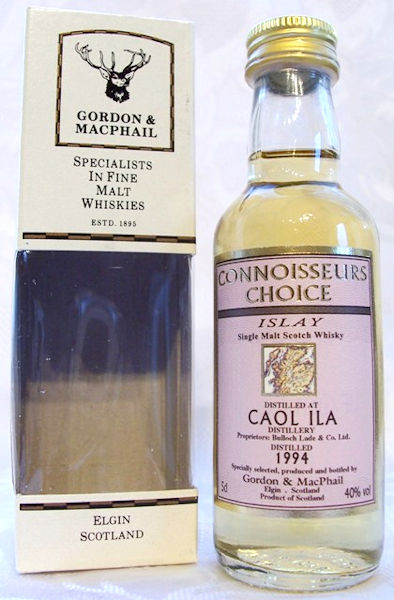 GORDON &
MACPHAIL
SPECIALISTS
IN FINE
MALT
WHISKIES
ESTD. 1895
ELGIN
SCOTLAND
CONNOISSEURS
CHOICE
ISLAY
Single Malt Scotch Whisky
DISTILLED AT
CAOL ILA
DISTILLERY
Proprietors: Bulloch Lade & Co. Ltd.
DISTILLED
1994
Specially selected, produced and bottled by
Gordon & MacPhail
Elgin . Scotland
5cl Product of Scotland 40% vol